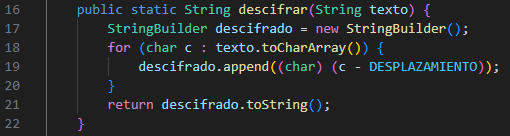 16 public static String descifrar(String texto) {
17 StringBuilder descifrado = new StringBuilder();
18 for (char c : texto.toCharArray()) {
19 descifrado.append((char) (c - DESPLAZAMIENTO));
20 }
21 return descifrado.toString();
22 }